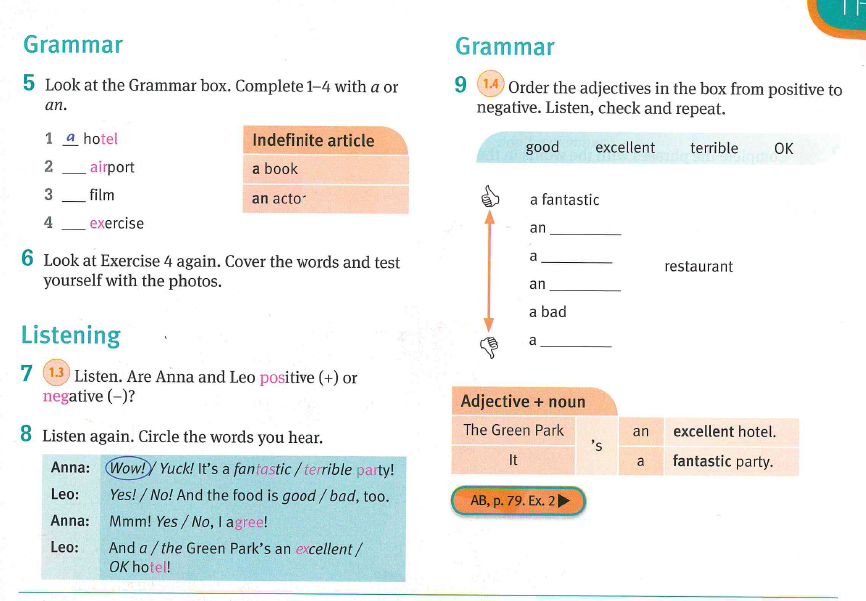 TH
Grammar
5 Look at the Grammar box. Complete 1–4 with a or
an.
1 a hotel
2 ___ airport
3 ___ film
4 ___ exercise
Indefinite article
a book
an actor
6 Look at Exercise 4 again. Cover the words and test
yourself with the photos.
Listening
7 1.3 Listen. Are Anna and Leo positive (+) or
negative (–)?
8 Listen again. Circle the words you hear.
Anna: Wow! / Yuck! It's a fantastic / terrible party!
Leo: Yes! / No! And the food is good / bad, too.
Anna: Mmm! Yes / No, I agree!
Leo: And a / the Green Park's an excellent /
OK hotel!
Grammar
9 1.4 Order the adjectives in the box from positive to
negative. Listen, check and repeat.
good excellent terrible OK
a fantastic
an ________
a ________
an ________
a bad
a ________
restaurant
Adjective + noun
The Green Park 's an excellent hotel.
It a fantastic party.
AB, p. 79. Ex. 2 ▶